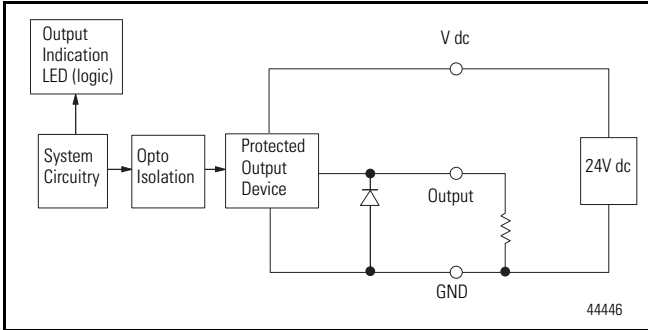 Output
Indication
LED (logic)
V dc
System
Circuitry
Opto
Isolation
Protected
Output
Device
24V dc
Output
GND
44446